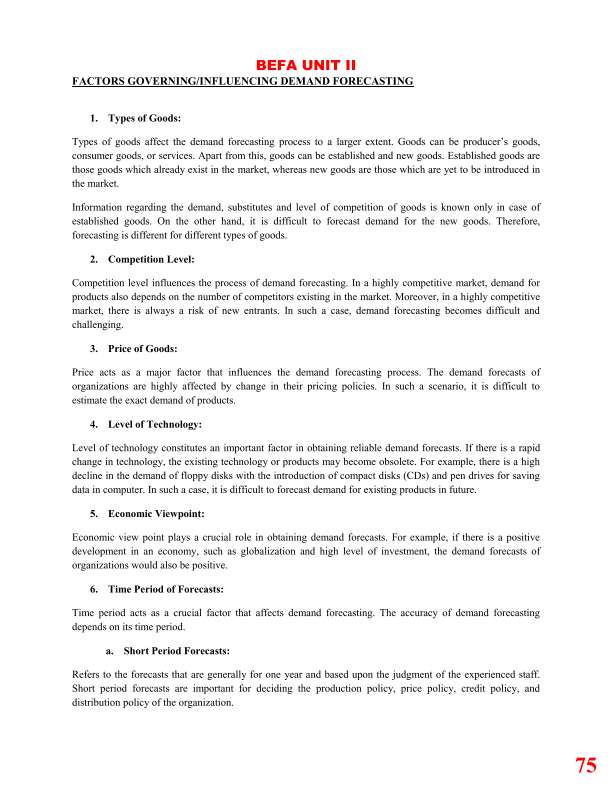 BEFA UNIT II
FACTORS GOVERNING/INFLUENCING DEMAND FORECASTING
1. Types of Goods:
Types of goods affect the demand forecasting process to a larger extent. Goods can be producer’s goods,
consumer goods, or services. Apart from this, goods can be established and new goods. Established goods are
those goods which already exist in the market, whereas new goods are those which are yet to be introduced in
the market.
Information regarding the demand, substitutes and level of competition of goods is known only in case of
established goods. On the other hand, it is difficult to forecast demand for the new goods. Therefore,
forecasting is different for different types of goods.
2. Competition Level:
Competition level influences the process of demand forecasting. In a highly competitive market, demand for
products also depends on the number of competitors existing in the market. Moreover, in a highly competitive
market, there is always a risk of new entrants. In such a case, demand forecasting becomes difficult and
challenging.
3. Price of Goods:
Price acts as a major factor that influences the demand forecasting process. The demand forecasts of
organizations are highly affected by change in their pricing policies. In such a scenario, it is difficult to
estimate the exact demand of products.
4. Level of Technology:
Level of technology constitutes an important factor in obtaining reliable demand forecasts. If there is a rapid
change in technology, the existing technology or products may become obsolete. For example, there is a high
decline in the demand of floppy disks with the introduction of compact disks (CDs) and pen drives for saving
data in computer. In such a case, it is difficult to forecast demand for existing products in future.
5. Economic Viewpoint:
Economic view point plays a crucial role in obtaining demand forecasts. For example, if there is a positive
development in an economy, such as globalization and high level of investment, the demand forecasts of
organizations would also be positive.
6. Time Period of Forecasts:
Time period acts as a crucial factor that affects demand forecasting. The accuracy of demand forecasting
depends on its time period.
a. Short Period Forecasts:
Refers to the forecasts that are generally for one year and based upon the judgment of the experienced staff.
Short period forecasts are important for deciding the production policy, price policy, credit policy, and
distribution policy of the organization.
75